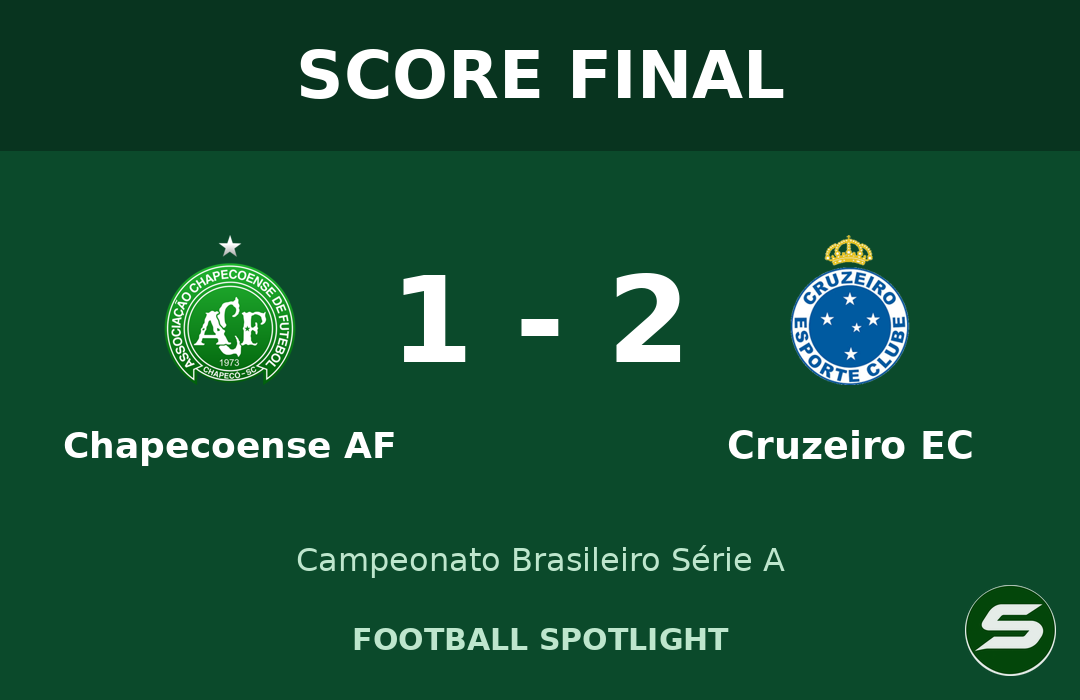 SCORE FINAL
ASSOCIAÇÃO CHAPECOENSE DE FUTEBOL
ACF
1973
CHAPECÓ-SC
1 - 2
CRUZEIRO
ESPORTE CLUBE
Chapecoense AF
Cruzeiro EC
Campeonato Brasileiro Série A
FOOTBALL SPOTLIGHT
S